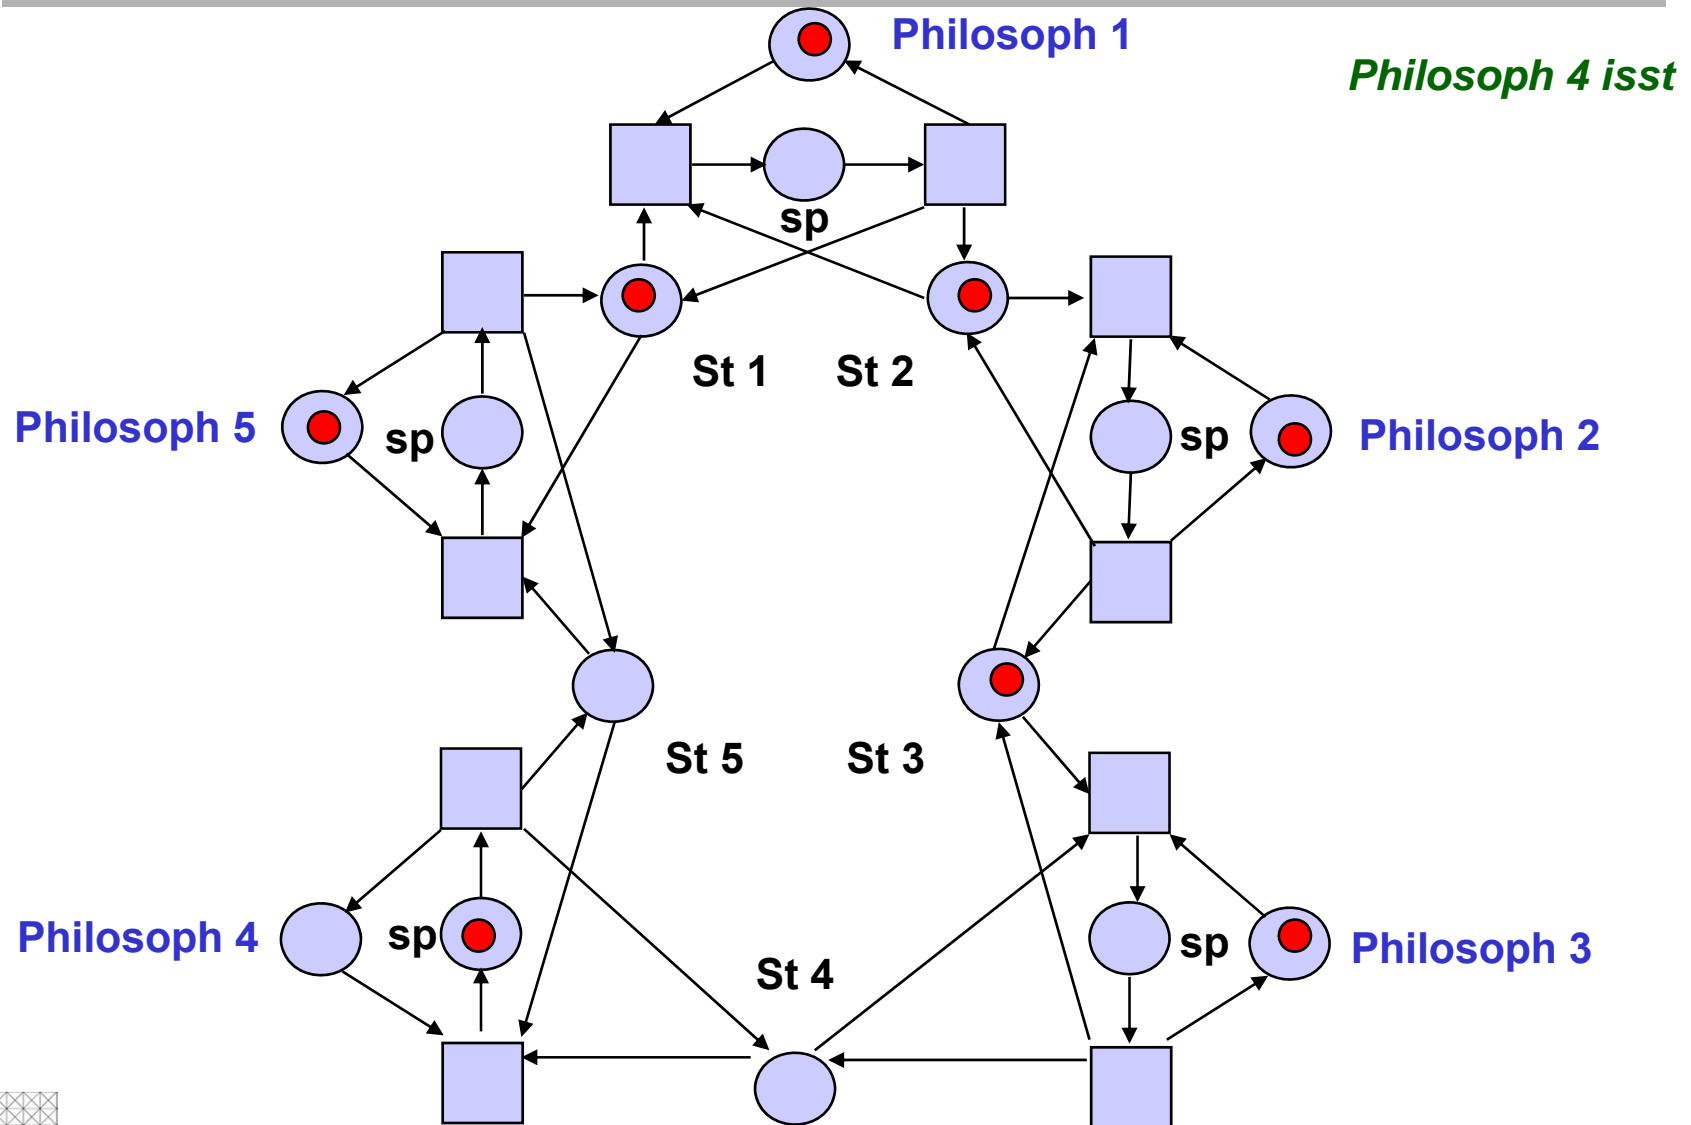 Philosoph 1
Philosoph 4 isst
sp
St 1
St 2
Philosoph 5
sp
sp
Philosoph 2
St 5
St 3
Philosoph 4
sp
St 4
sp
Philosoph 3